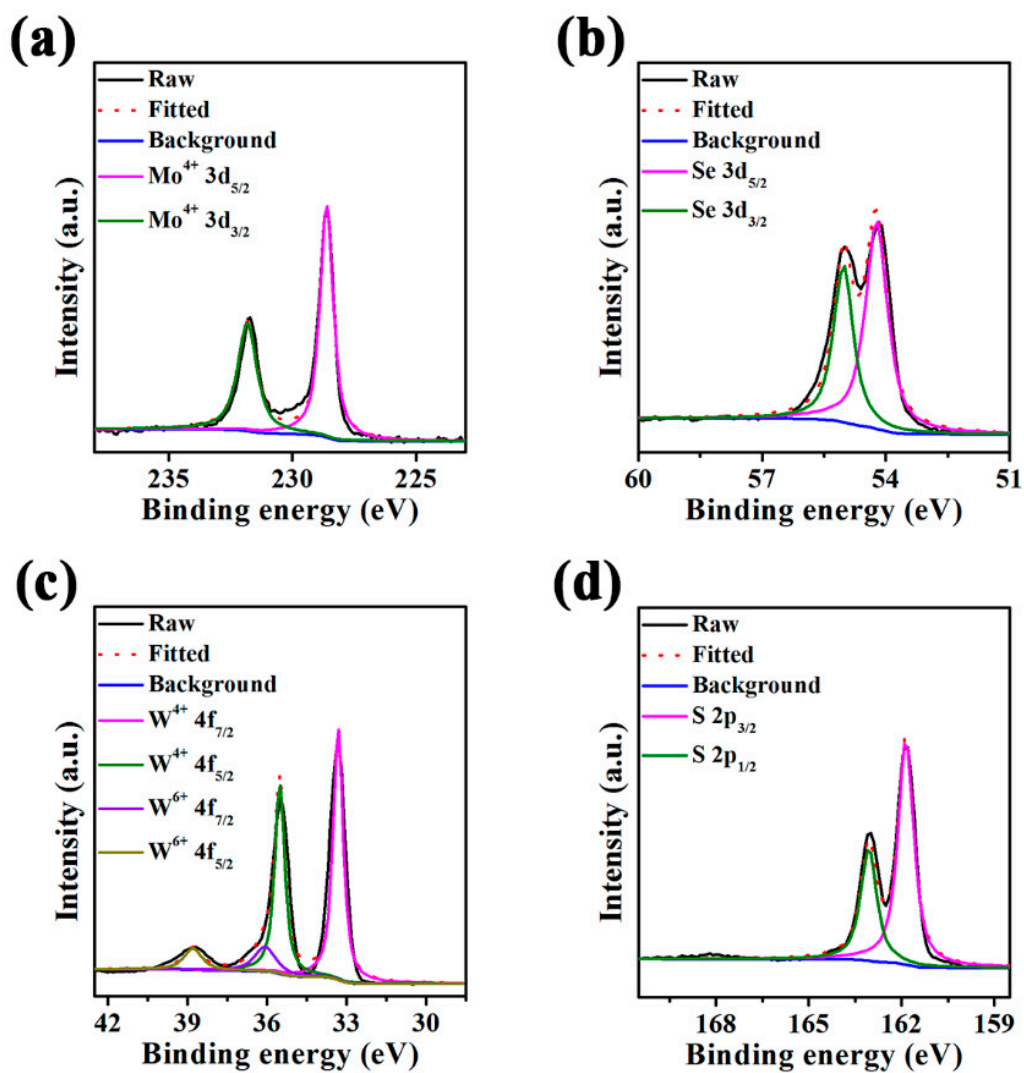 (a)
Raw
Fitted
Background
Mo⁴⁺ 3d₅/₂
Mo⁴⁺ 3d₃/₂
Intensity (a.u.)
235 230 225
Binding energy (eV)
(b)
Raw
Fitted
Background
Se 3d₅/₂
Se 3d₃/₂
Intensity (a.u.)
60 57 54 51
Binding energy (eV)
(c)
Raw
Fitted
Background
W⁴⁺ 4f₇/₂
W⁴⁺ 4f₅/₂
W⁶⁺ 4f₇/₂
W⁶⁺ 4f₅/₂
Intensity (a.u.)
42 39 36 33 30
Binding energy (eV)
(d)
Raw
Fitted
Background
S 2p₃/₂
S 2p₁/₂
Intensity (a.u.)
168 165 162 159
Binding energy (eV)